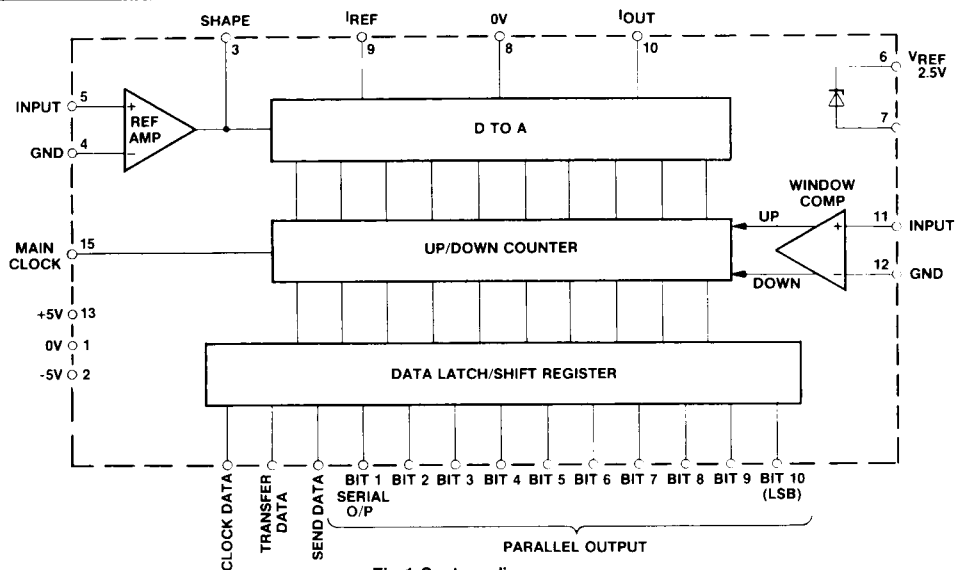 SHAPE
IREF
0V
IOUT
3
9
8
10
6
VREF
2.5V
INPUT
5
+
REF
AMP
D TO A
7
GND
4
−
WINDOW
COMP
UP
+
11
INPUT
MAIN
CLOCK
15
UP/DOWN COUNTER
12
GND
−
DOWN
+5V
13
0V
1
-5V
2
DATA LATCH/SHIFT REGISTER
CLOCK DATA
TRANSFER
DATA
SEND DATA
BIT 1
SERIAL
O/P
BIT 2
BIT 3
BIT 4
BIT 5
BIT 6
BIT 7
BIT 8
BIT 9
BIT 10
(LSB)
PARALLEL OUTPUT